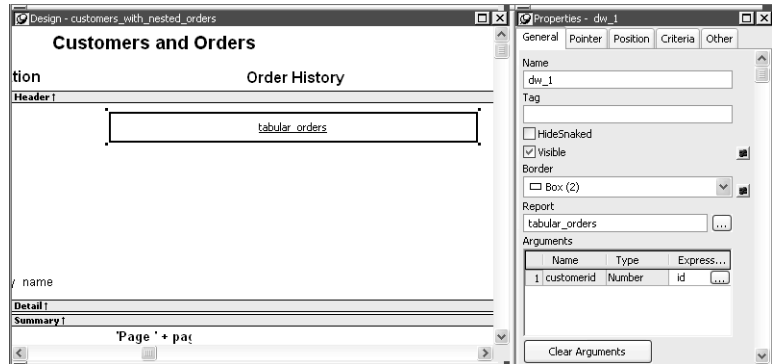 Design - customers_with_nested_orders
Customers and Orders
tion
Order History
Header ↑
tabular_orders
y name
Detail ↑
Summary ↑
'Page ' + pag
Properties - dw_1
General Pointer Position Criteria Other
Name
dw_1
Tag
HideSnaked
Visible
Border
Box (2)
Report
tabular_orders
...
Arguments
Name Type Express...
1 customerid Number id ...
Clear Arguments